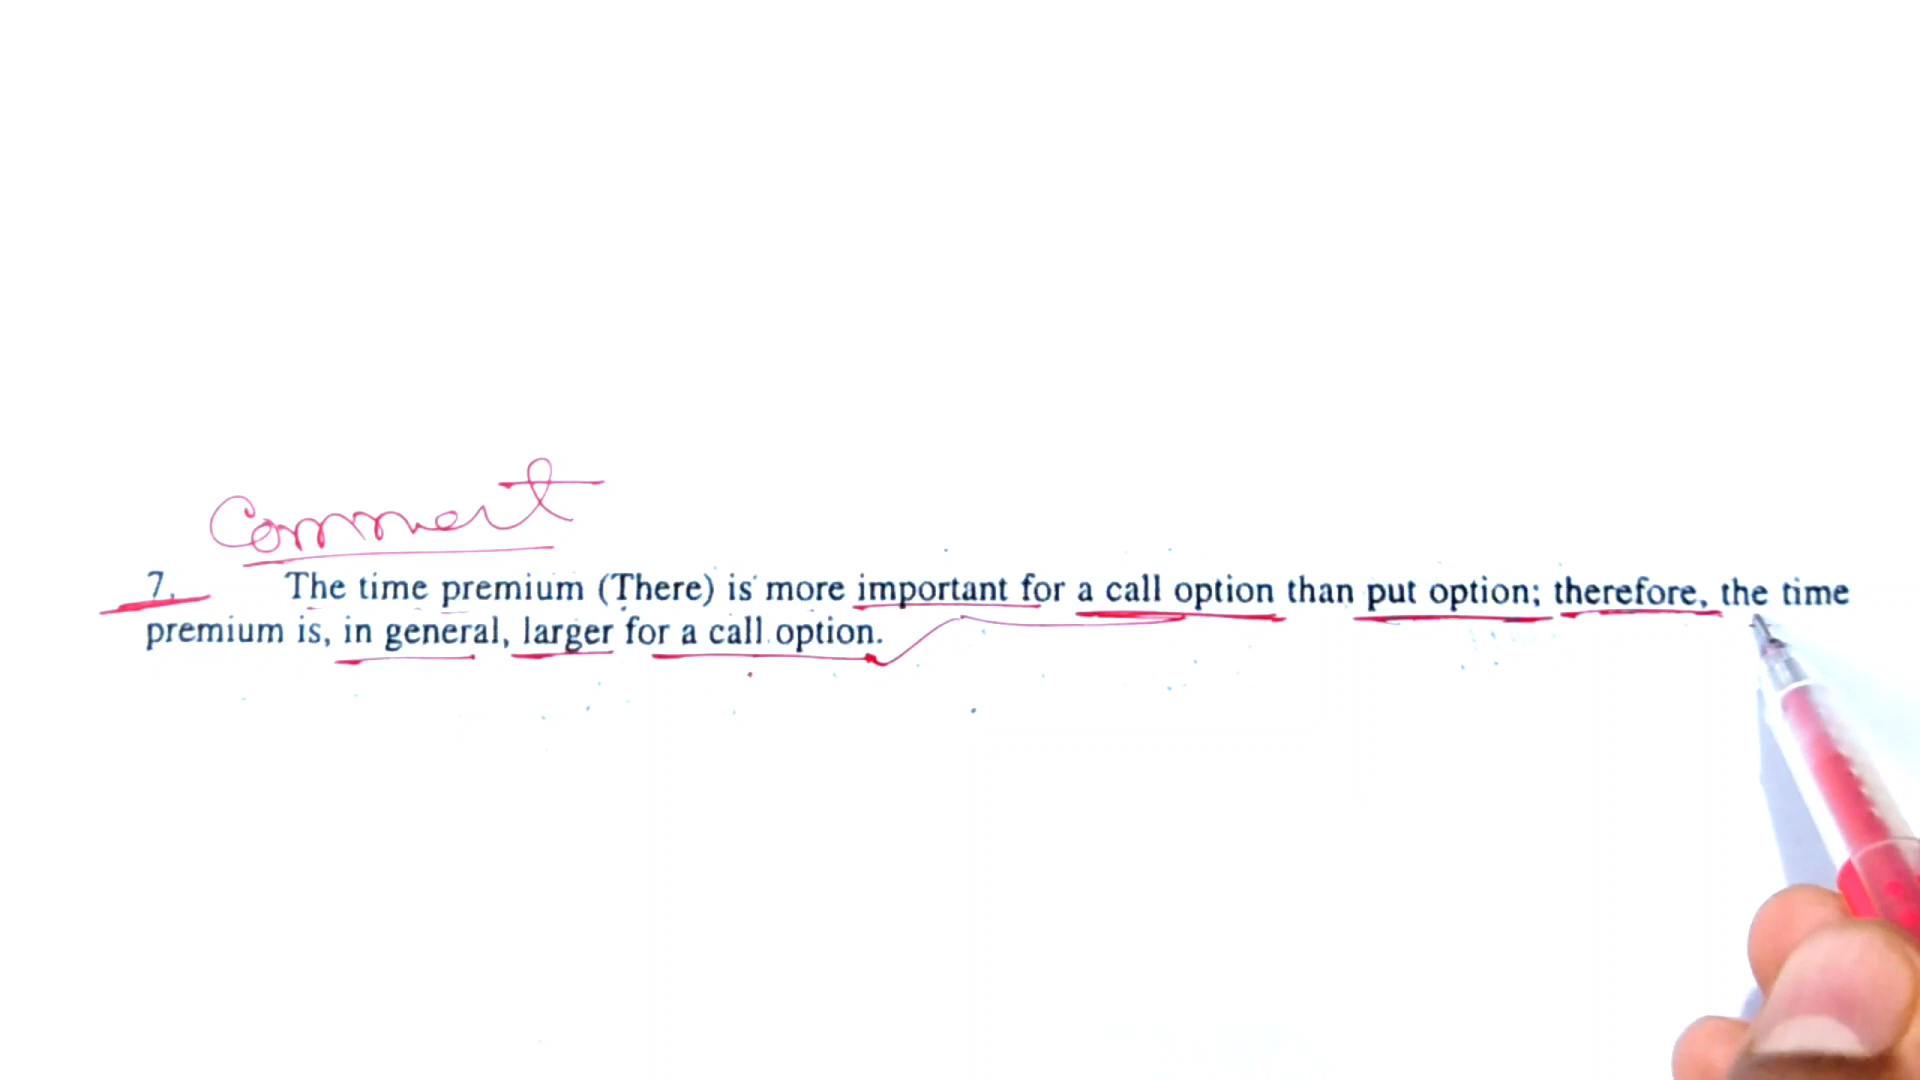 Comment
7. The time premium (There) is more important for a call option than put option; therefore, the time
premium is, in general, larger for a call option.